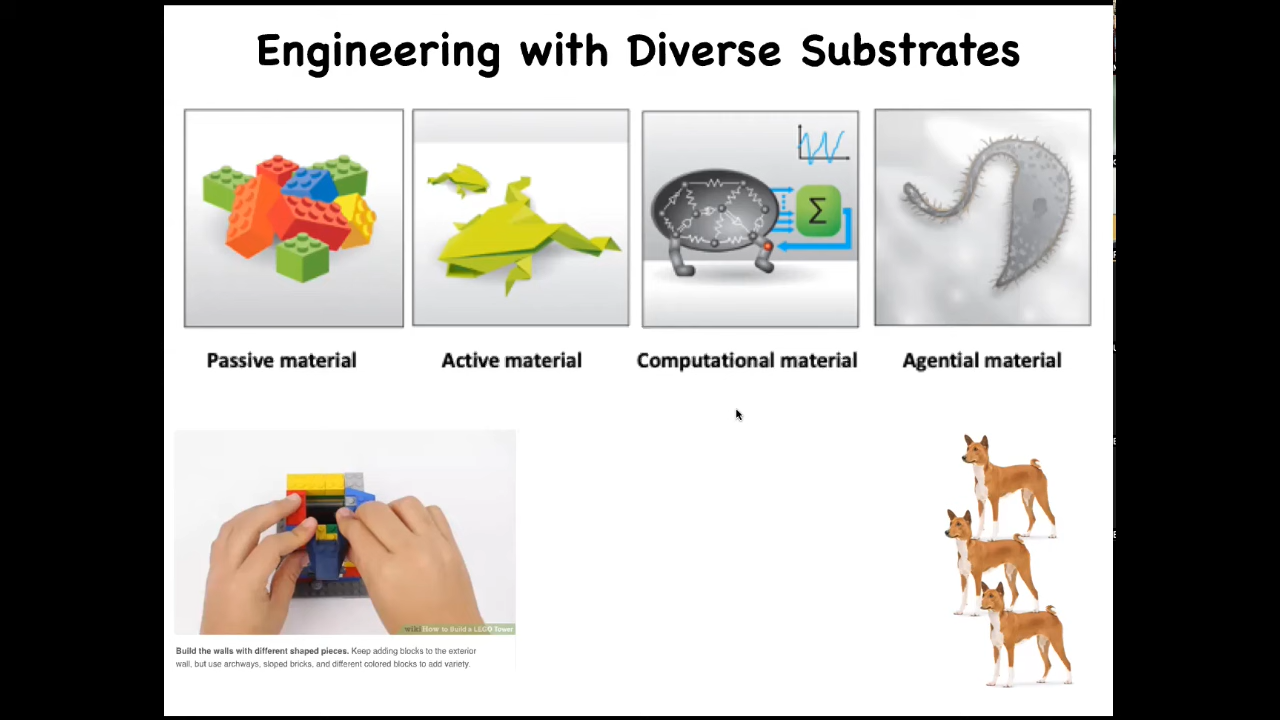 Engineering with Diverse Substrates
Σ
Passive material
Active material
Computational material
Agential material
wiki How to Build a LEGO Tower
Build the walls with different shaped pieces. Keep adding blocks to the exterior
wall, but use archways, sloped bricks, and different colored blocks to add variety.